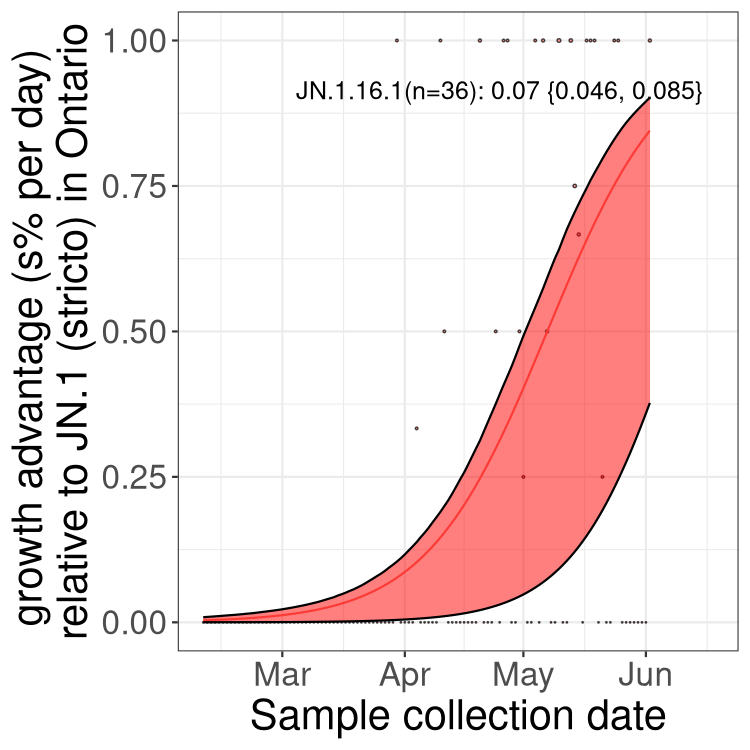 growth advantage (s% per day)
relative to JN.1 (stricto) in Ontario
1.00
JN.1.16.1(n=36): 0.07 {0.046, 0.085}
0.75
0.50
0.25
0.00
Mar Apr May Jun
Sample collection date